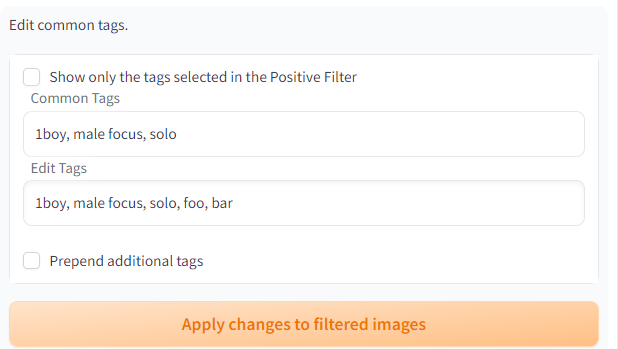 Edit common tags.
Show only the tags selected in the Positive Filter
Common Tags
1boy, male focus, solo
Edit Tags
1boy, male focus, solo, foo, bar
Prepend additional tags
Apply changes to filtered images